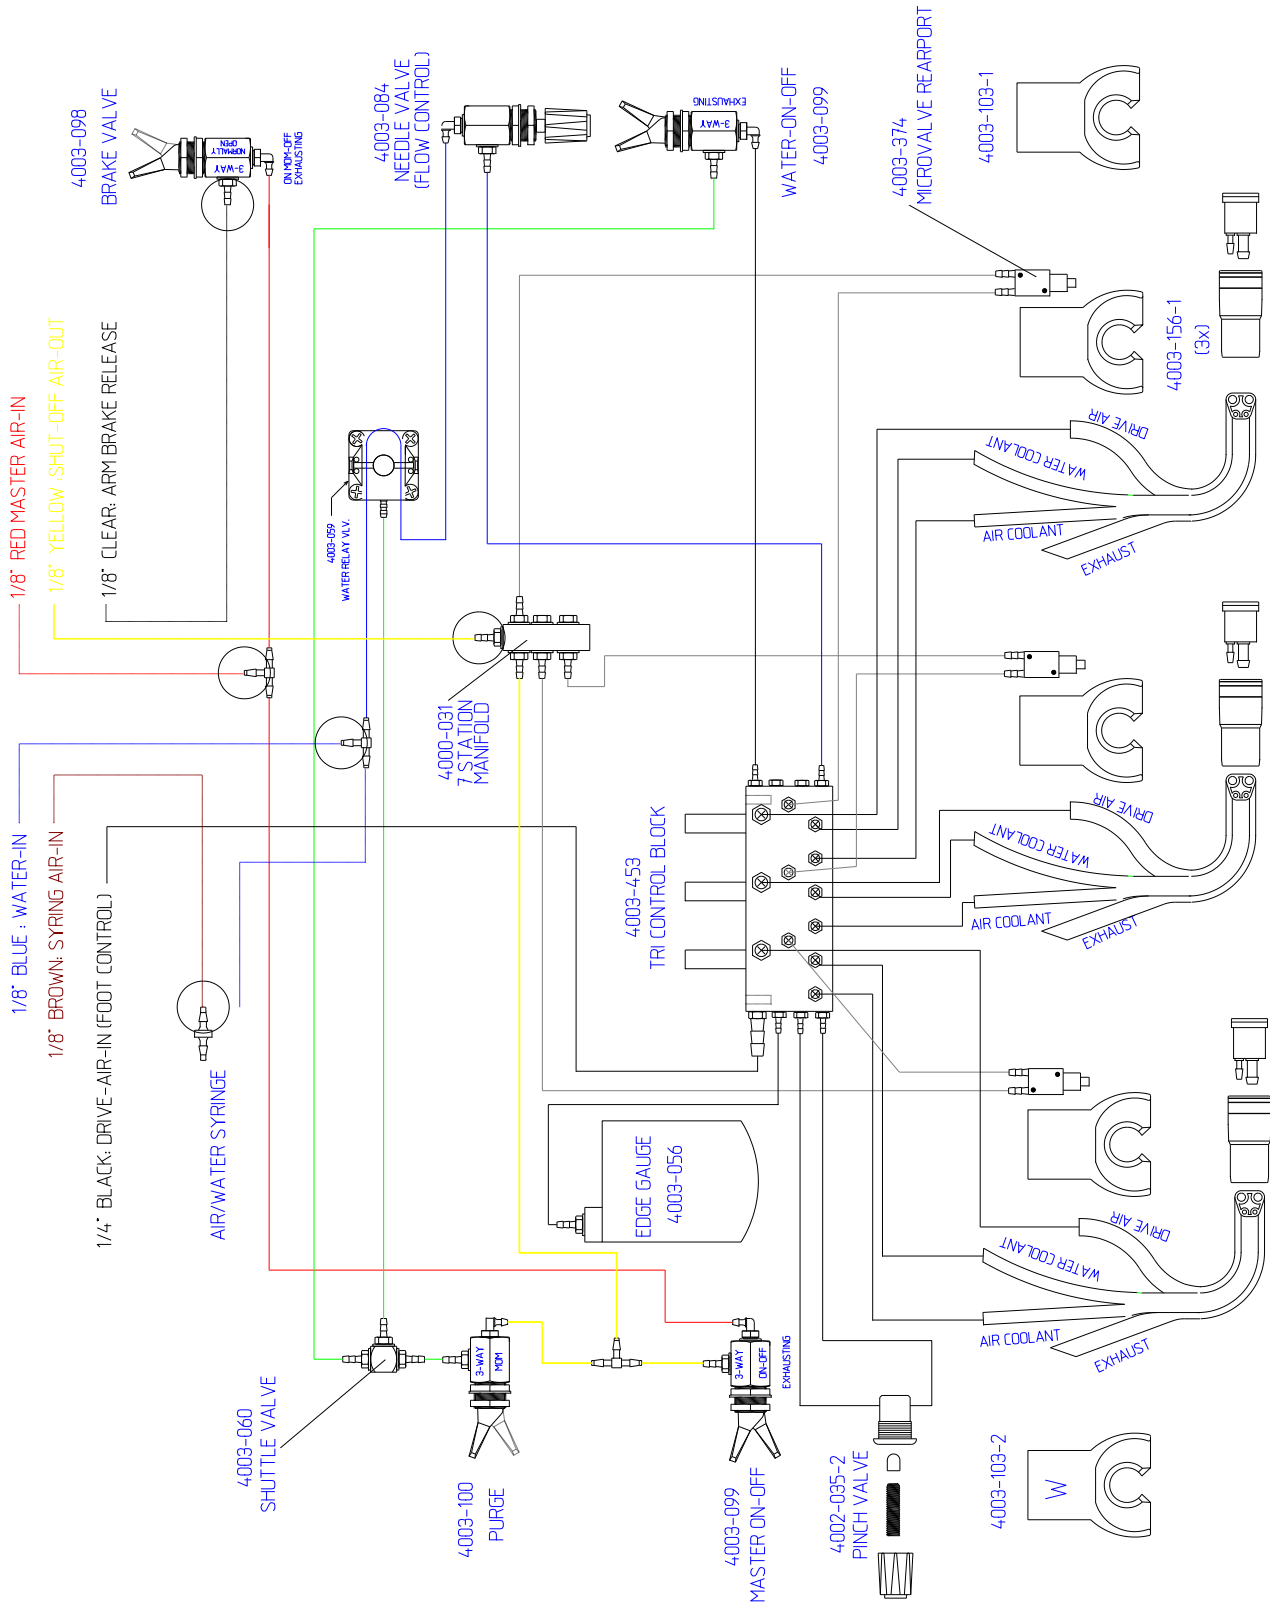 1/8" RED MASTER AIR-IN
1/8" YELLOW :SHUT-OFF AIR-OUT
1/8" CLEAR: ARM BRAKE RELEASE
1/8" BLUE : WATER-IN
1/8" BROWN: SYRING AIR-IN
1/4" BLACK: DRIVE-AIR-IN (FOOT CONTROL)
AIR/WATER SYRINGE
4003-098
BRAKE VALVE
3-WAY
NORMALLY
OPEN
ON MOM-OFF
EXHAUSTING
4003-084
NEEDLE VALVE
(FLOW CONTROL)
EXHAUSTING
3-WAY
WATER-ON-OFF
4003-099
4003-374
MICROVALVE REARPORT
4003-103-1
4003-059
WATER RELAY VLV.
4000-031
7 STATION
MANIFOLD
4003-453
TRI CONTROL BLOCK
4003-156-1
(3x)
DRIVE AIR
WATER COOLANT
AIR COOLANT
EXHAUST
DRIVE AIR
WATER COOLANT
AIR COOLANT
EXHAUST
DRIVE AIR
WATER COOLANT
AIR COOLANT
EXHAUST
EDGE GAUGE
4003-056
4003-060
SHUTTLE VALVE
3-WAY
MOM
4003-100
PURGE
3-WAY
ON-OFF
EXHAUSTING
4003-099
MASTER ON-OFF
4002-035-2
PINCH VALVE
4003-103-2
W